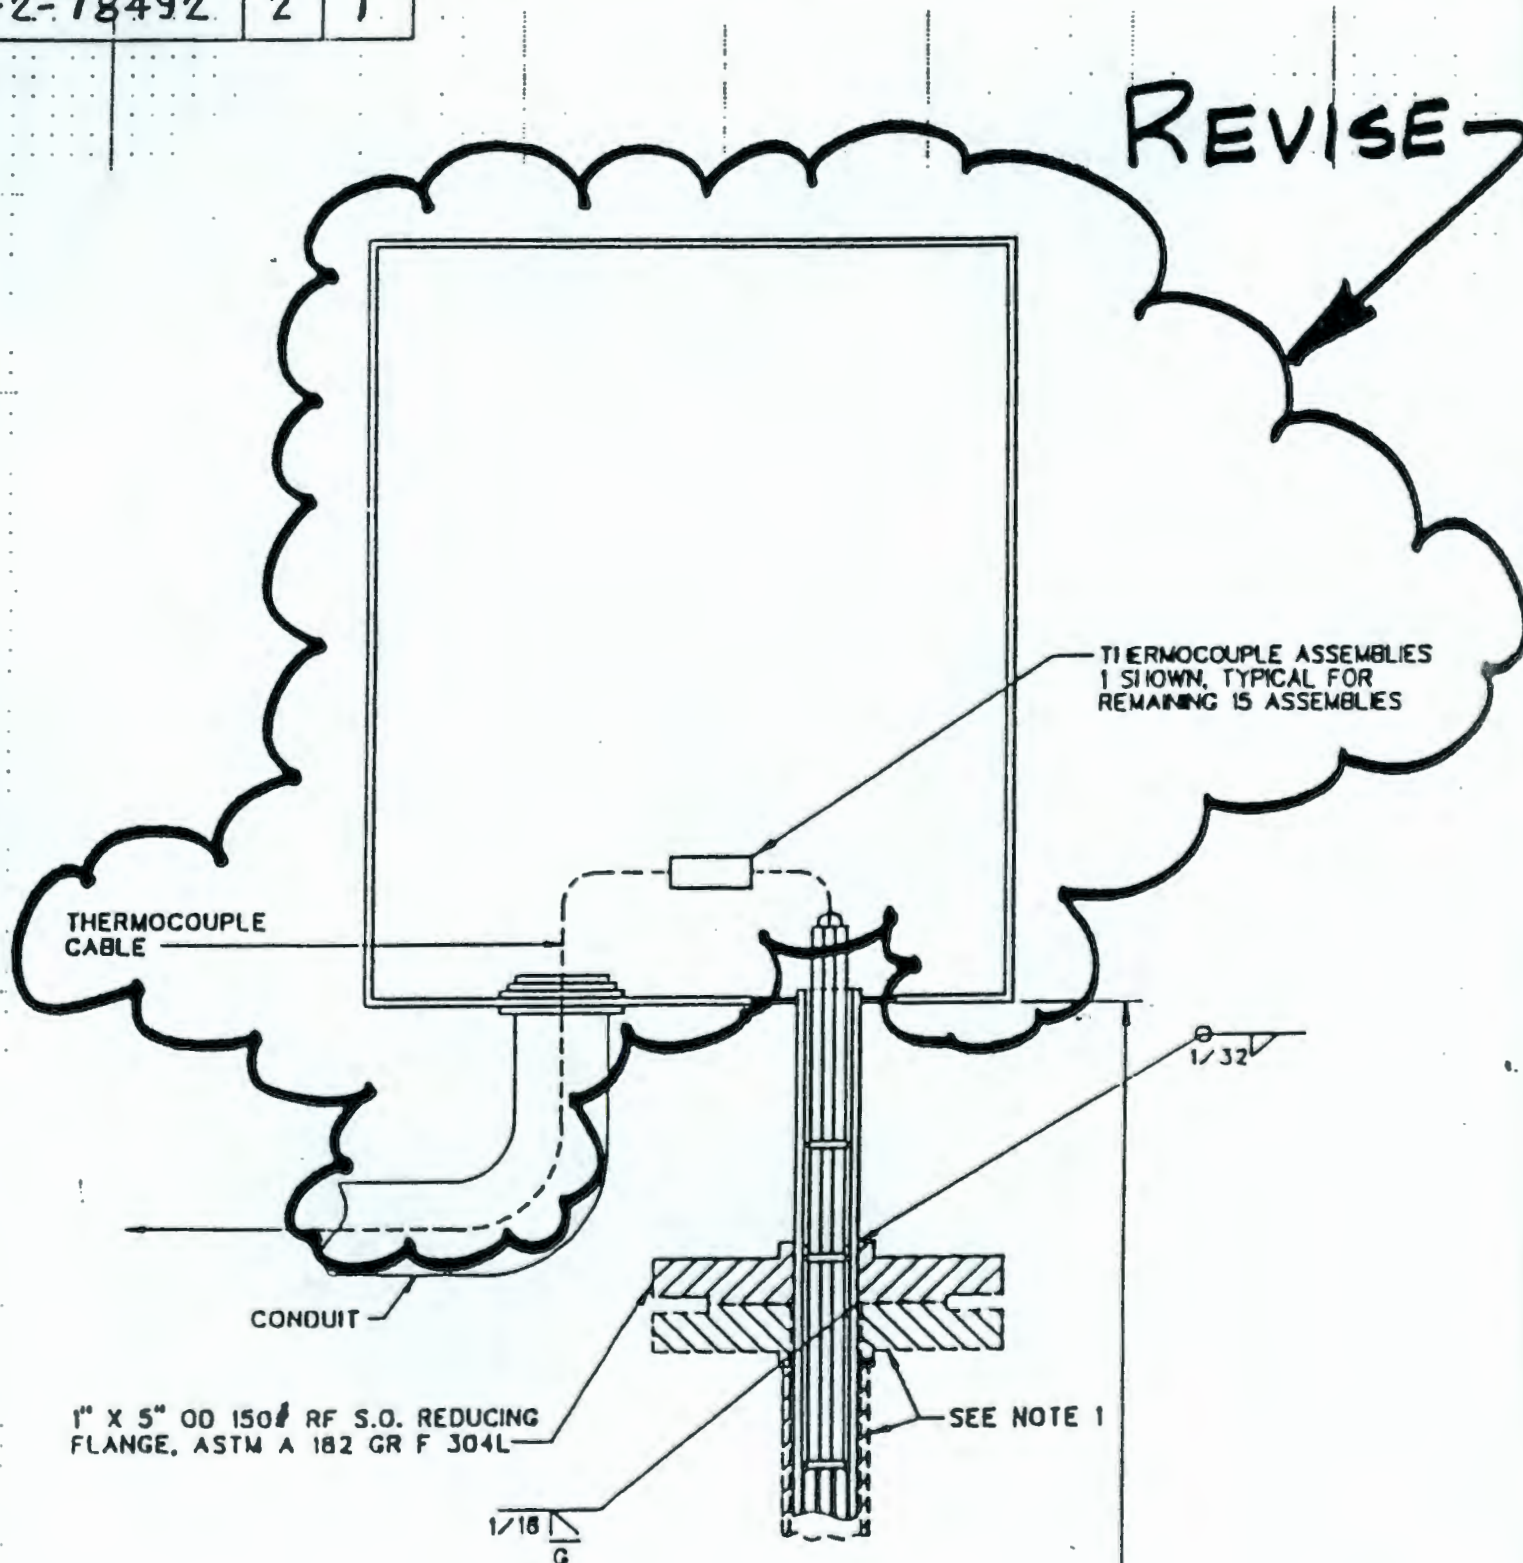 2-78492 2 1
REVISE
THERMOCOUPLE ASSEMBLIES
1 SHOWN, TYPICAL FOR
REMAINING 15 ASSEMBLIES
THERMOCOUPLE
CABLE
1/32
CONDUIT
1" X 5" OD 150# RF S.O. REDUCING
FLANGE, ASTM A 182 GR F 304L
SEE NOTE 1
1/16
G